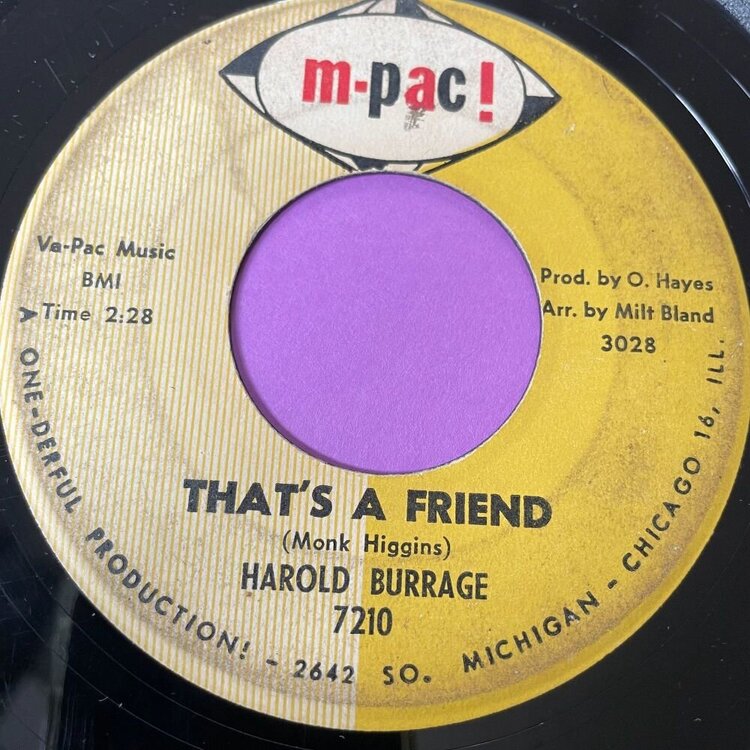 m-pac!
Va-Pac Music
BMI
Time 2:28
Prod. by O. Hayes
Arr. by Milt Bland
3028
THAT'S A FRIEND
(Monk Higgins)
HAROLD BURRAGE
7210
A ONE-DERFUL PRODUCTION! - 2642 SO. MICHIGAN - CHICAGO 16, ILL.